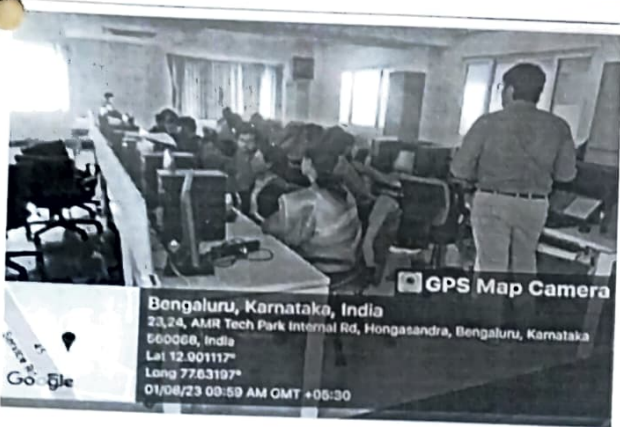 GPS Map Camera
Bengaluru, Karnataka, India
23,24, AMR Tech Park Internal Rd, Hongasandra, Bengaluru, Karnataka
560068, India
Lat 12.901117°
Long 77.63197°
01/08/23 09:59 AM GMT +05:30
Google